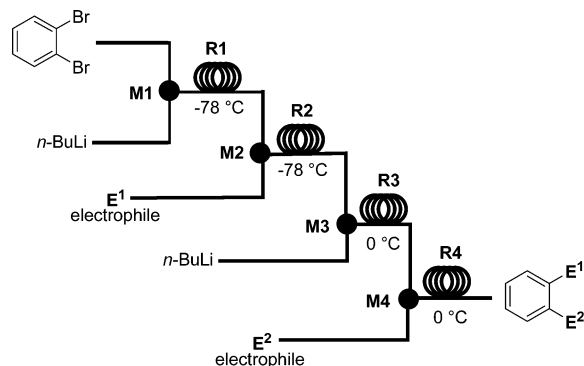 Br
Br
R1
M1
-78 °C
R2
n-BuLi
M2
-78 °C
R3
E¹
electrophile
M3
0 °C
R4
n-BuLi
E¹
M4
0 °C
E²
E²
electrophile